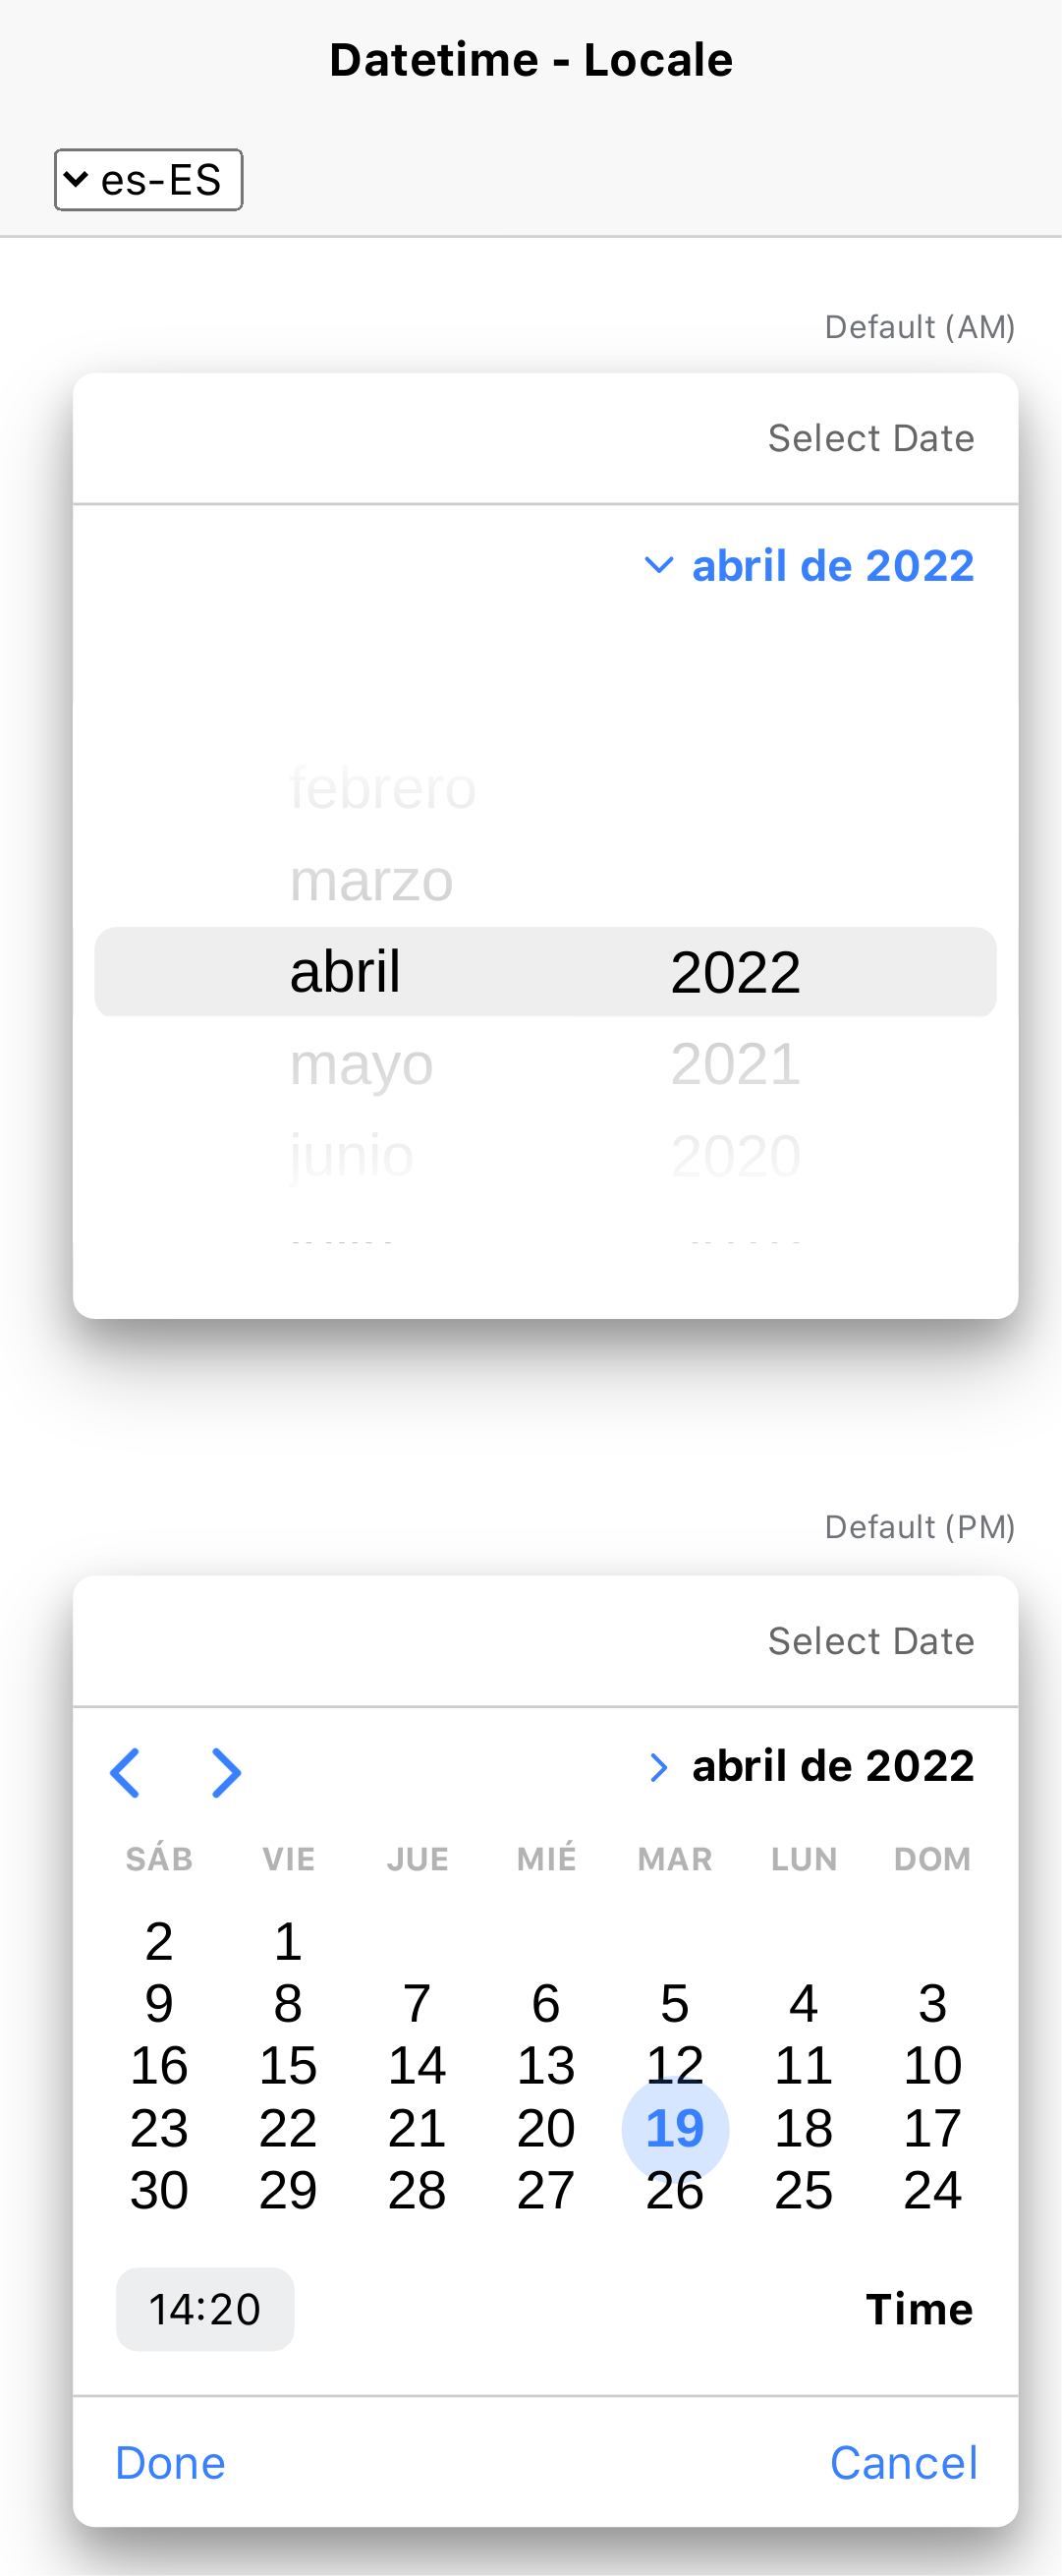 Datetime - Locale
es-ES
Default (AM)
Select Date
abril de 2022
febrero
marzo
abril 2022
mayo 2021
junio 2020
Default (PM)
Select Date
abril de 2022
SÁB VIE JUE MIÉ MAR LUN DOM
2 1
9 8 7 6 5 4 3
16 15 14 13 12 11 10
23 22 21 20 19 18 17
30 29 28 27 26 25 24
14:20 Time
Done Cancel